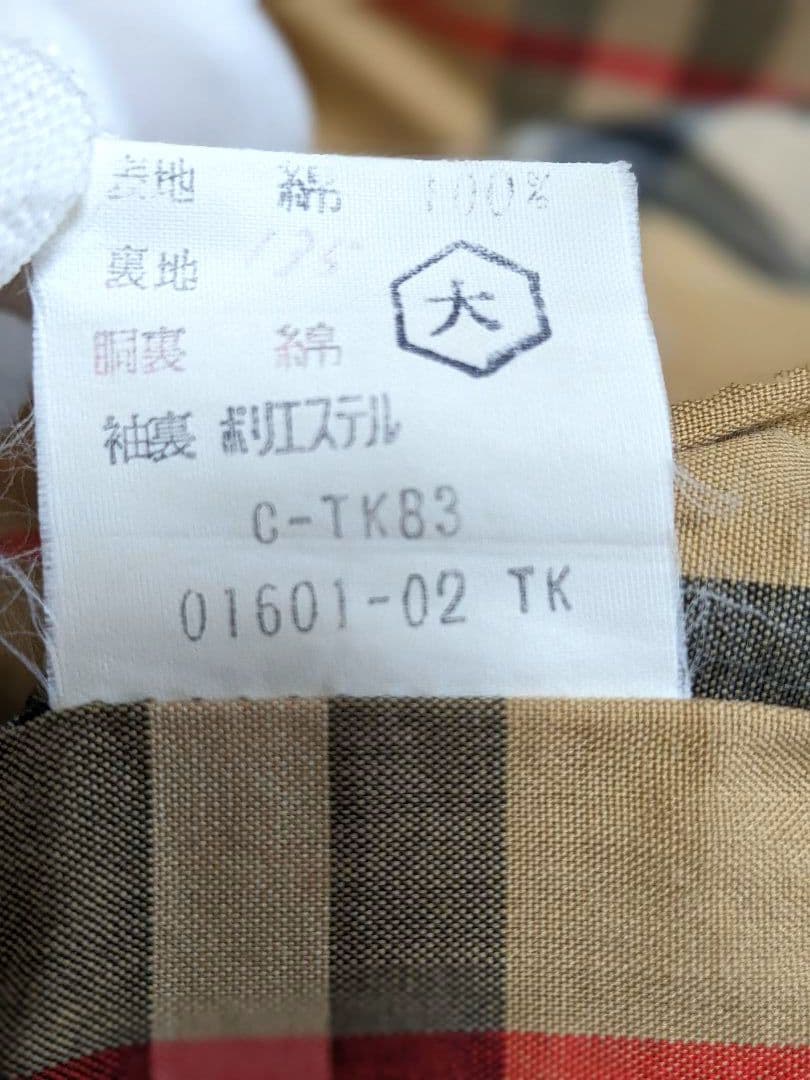 表地 綿 100%
裏地
大
胴裏 綿
袖裏 ポリエステル
C-TK83
01601-02 TK